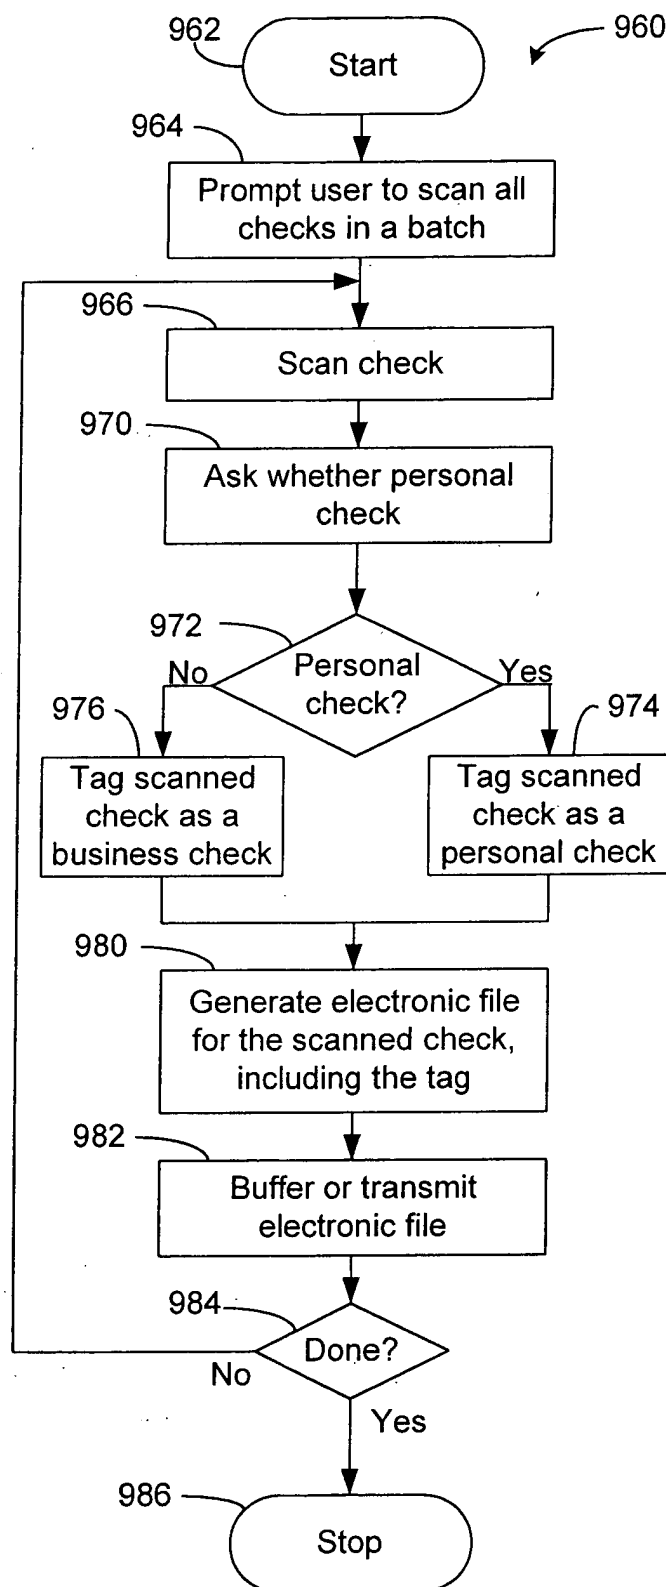 962
Start
960
964
Prompt user to scan all
checks in a batch
966
Scan check
970
Ask whether personal
check
972
Personal
check?
No
Yes
976
Tag scanned
check as a
business check
974
Tag scanned
check as a
personal check
980
Generate electronic file
for the scanned check,
including the tag
982
Buffer or transmit
electronic file
984
Done?
No
Yes
986
Stop